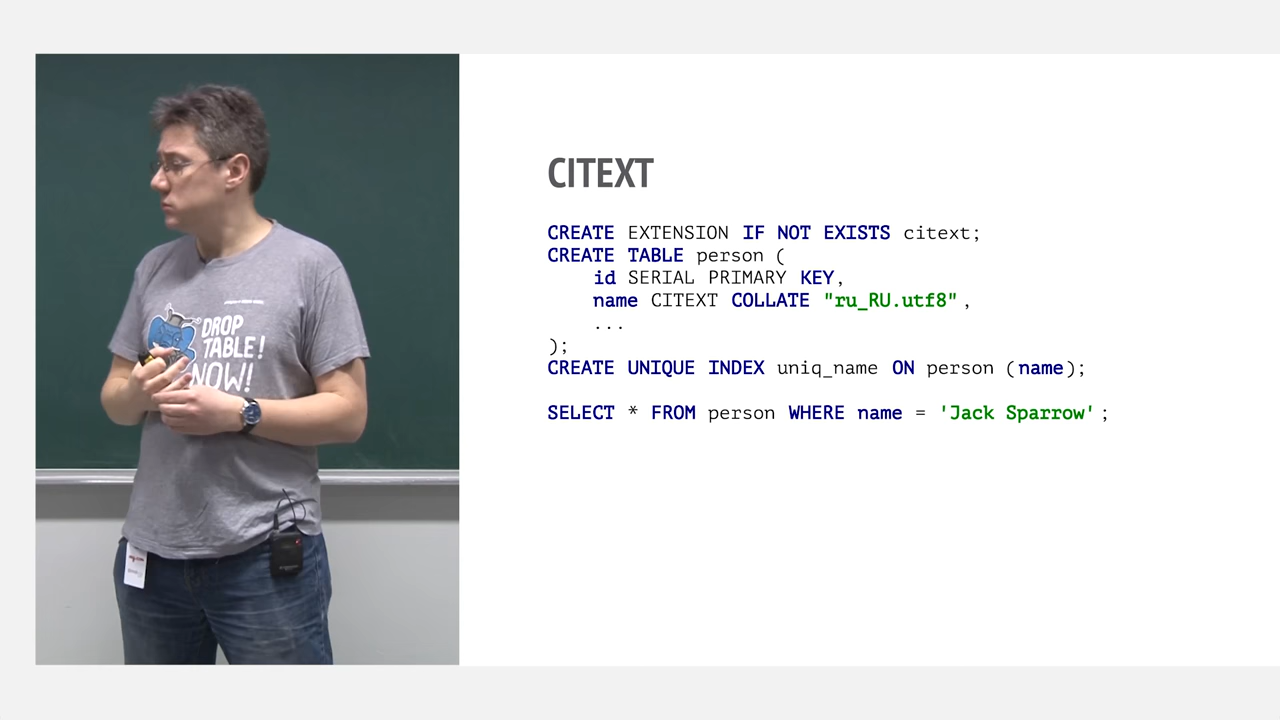 CITEXT
CREATE EXTENSION IF NOT EXISTS citext;
CREATE TABLE person (
id SERIAL PRIMARY KEY,
name CITEXT COLLATE "ru_RU.utf8",
...
);
CREATE UNIQUE INDEX uniq_name ON person (name);
SELECT * FROM person WHERE name = 'Jack Sparrow';
DROP
TABLE!
NOW!